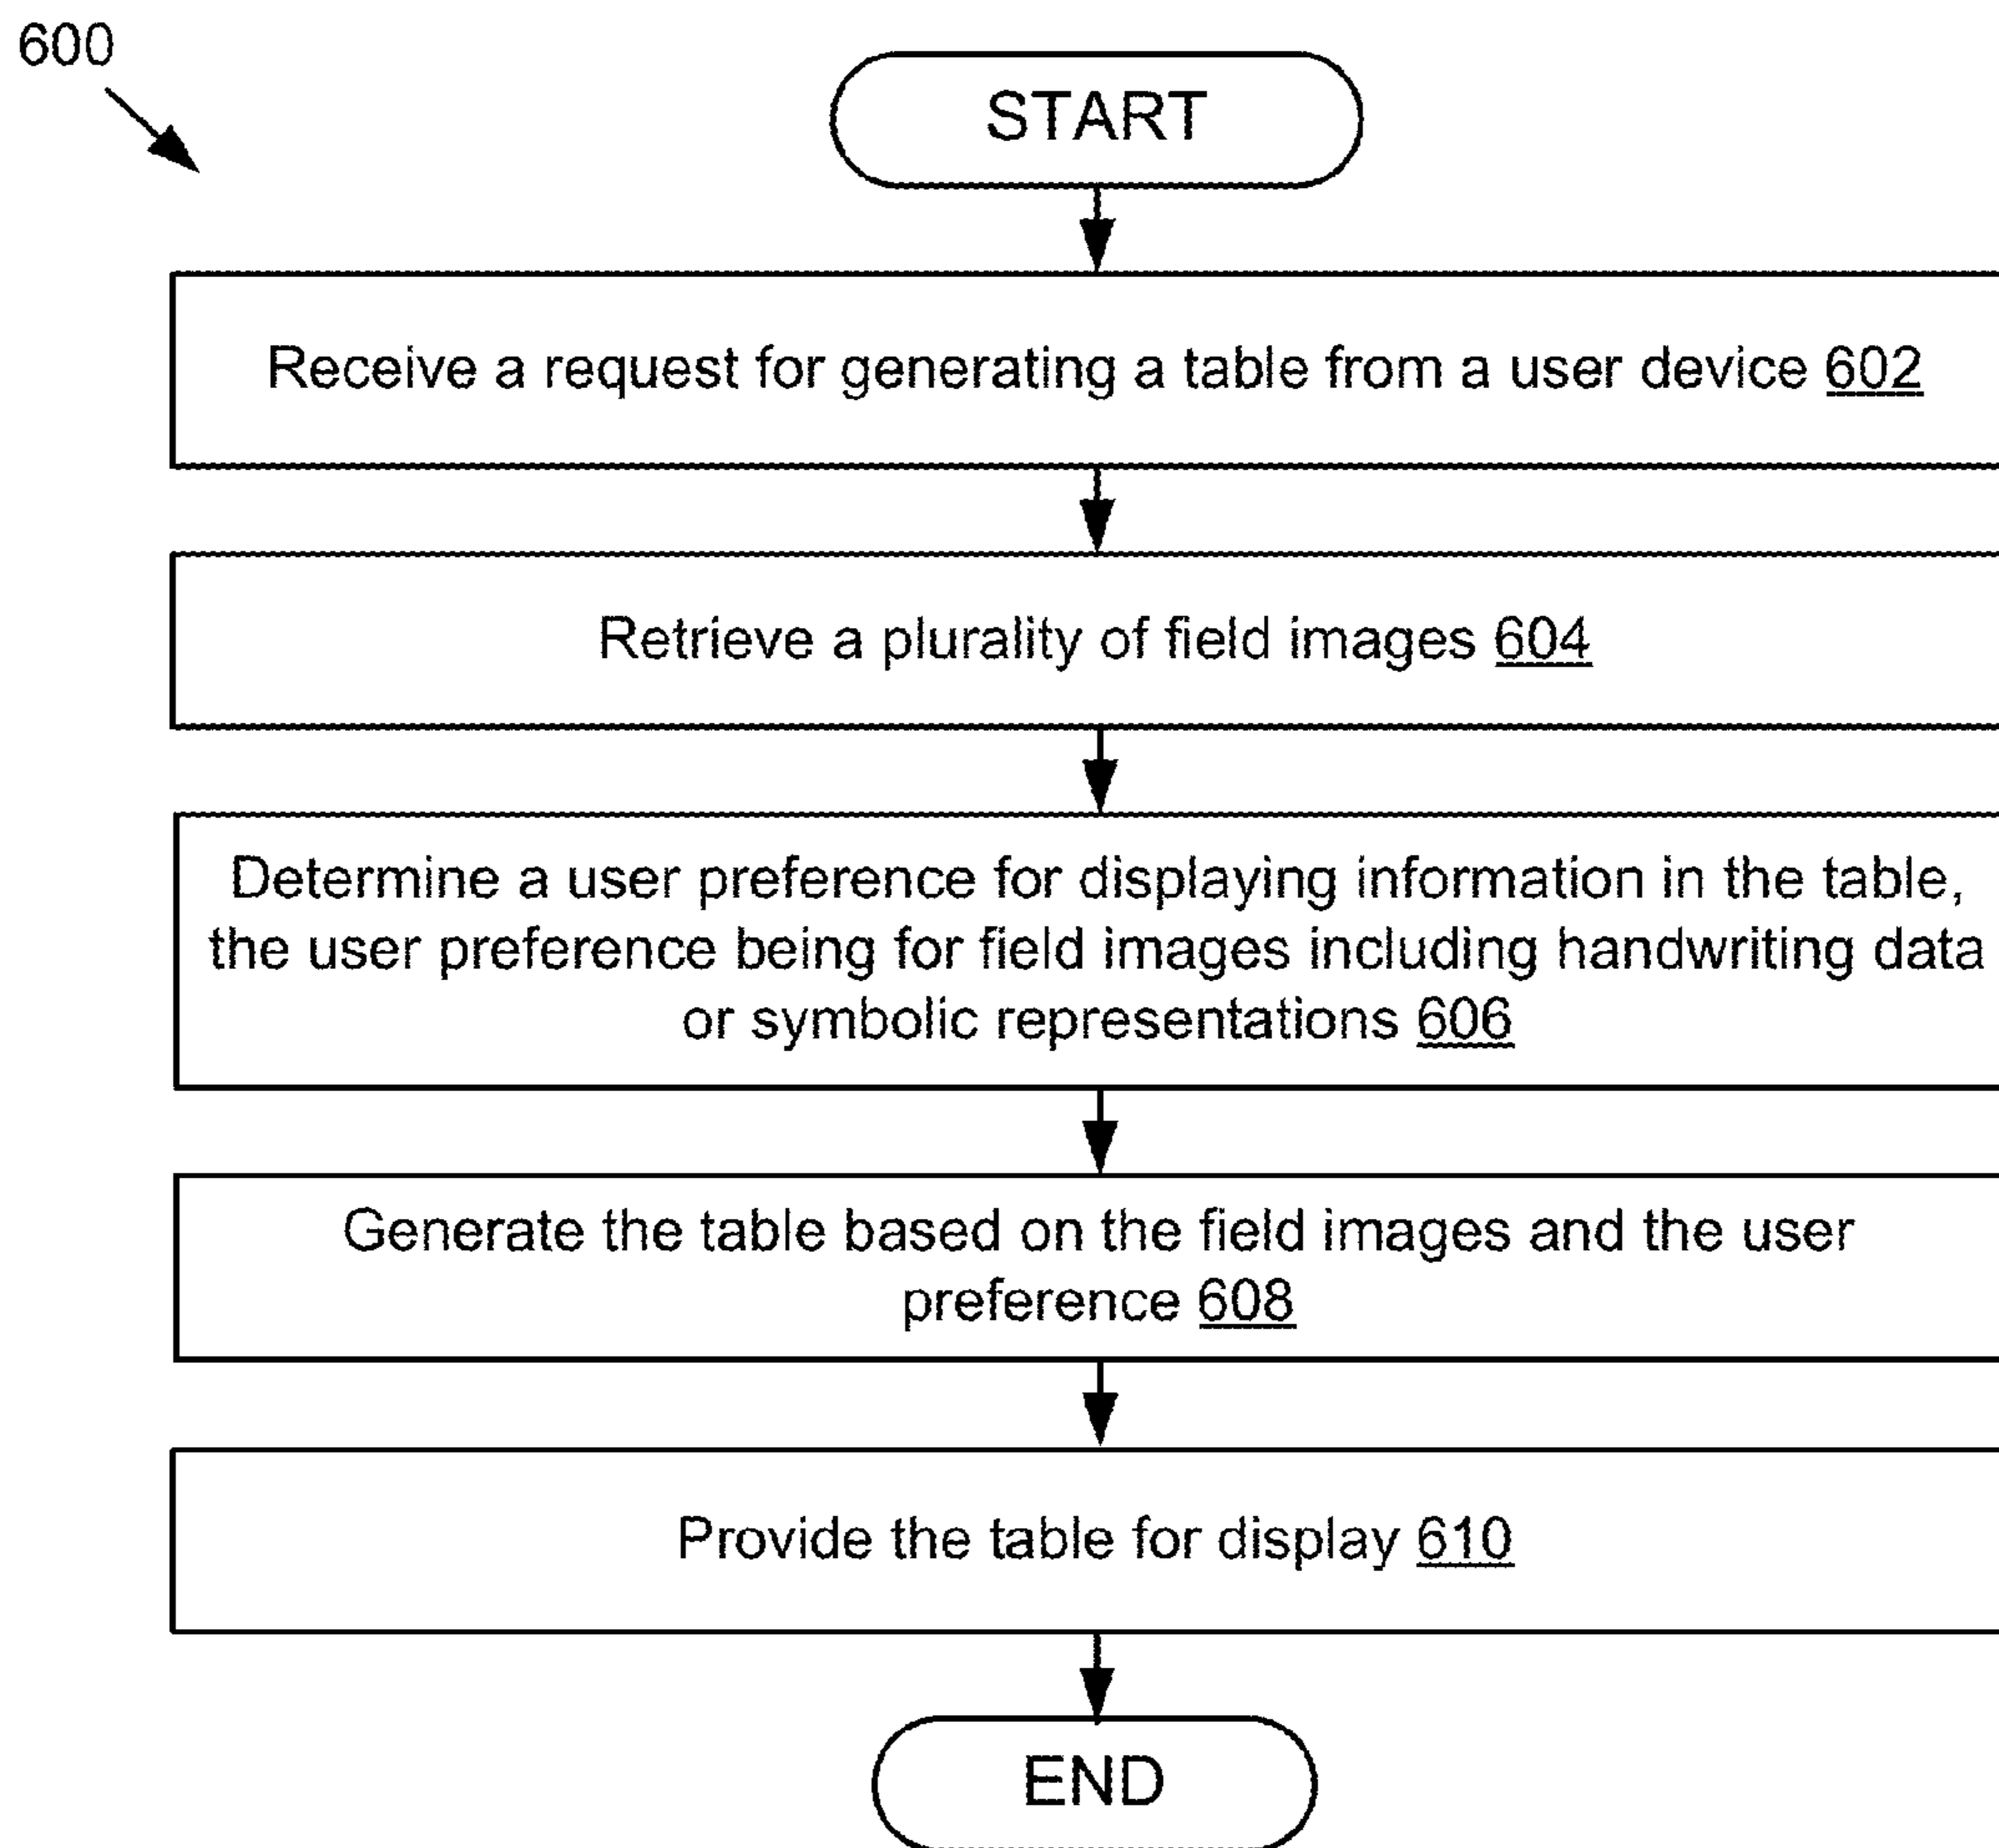 600
START
Receive a request for generating a table from a user device 602
Retrieve a plurality of field images 604
Determine a user preference for displaying information in the table,
the user preference being for field images including handwriting data
or symbolic representations 606
Generate the table based on the field images and the user
preference 608
Provide the table for display 610
END